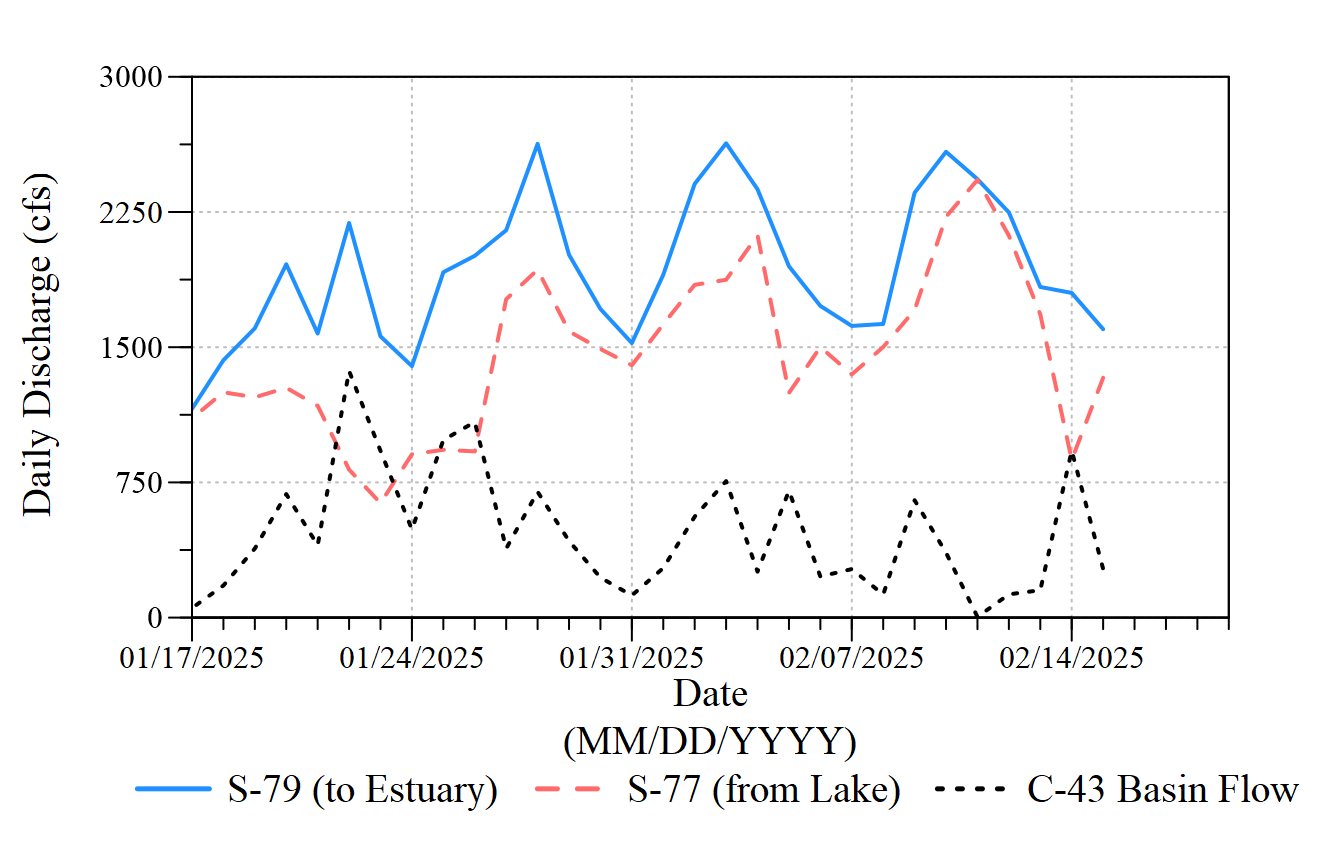 3000
2250
1500
750
0
Daily Discharge (cfs)
01/17/2025 01/24/2025 01/31/2025 02/07/2025 02/14/2025
Date
(MM/DD/YYYY)
S-79 (to Estuary) S-77 (from Lake) C-43 Basin Flow